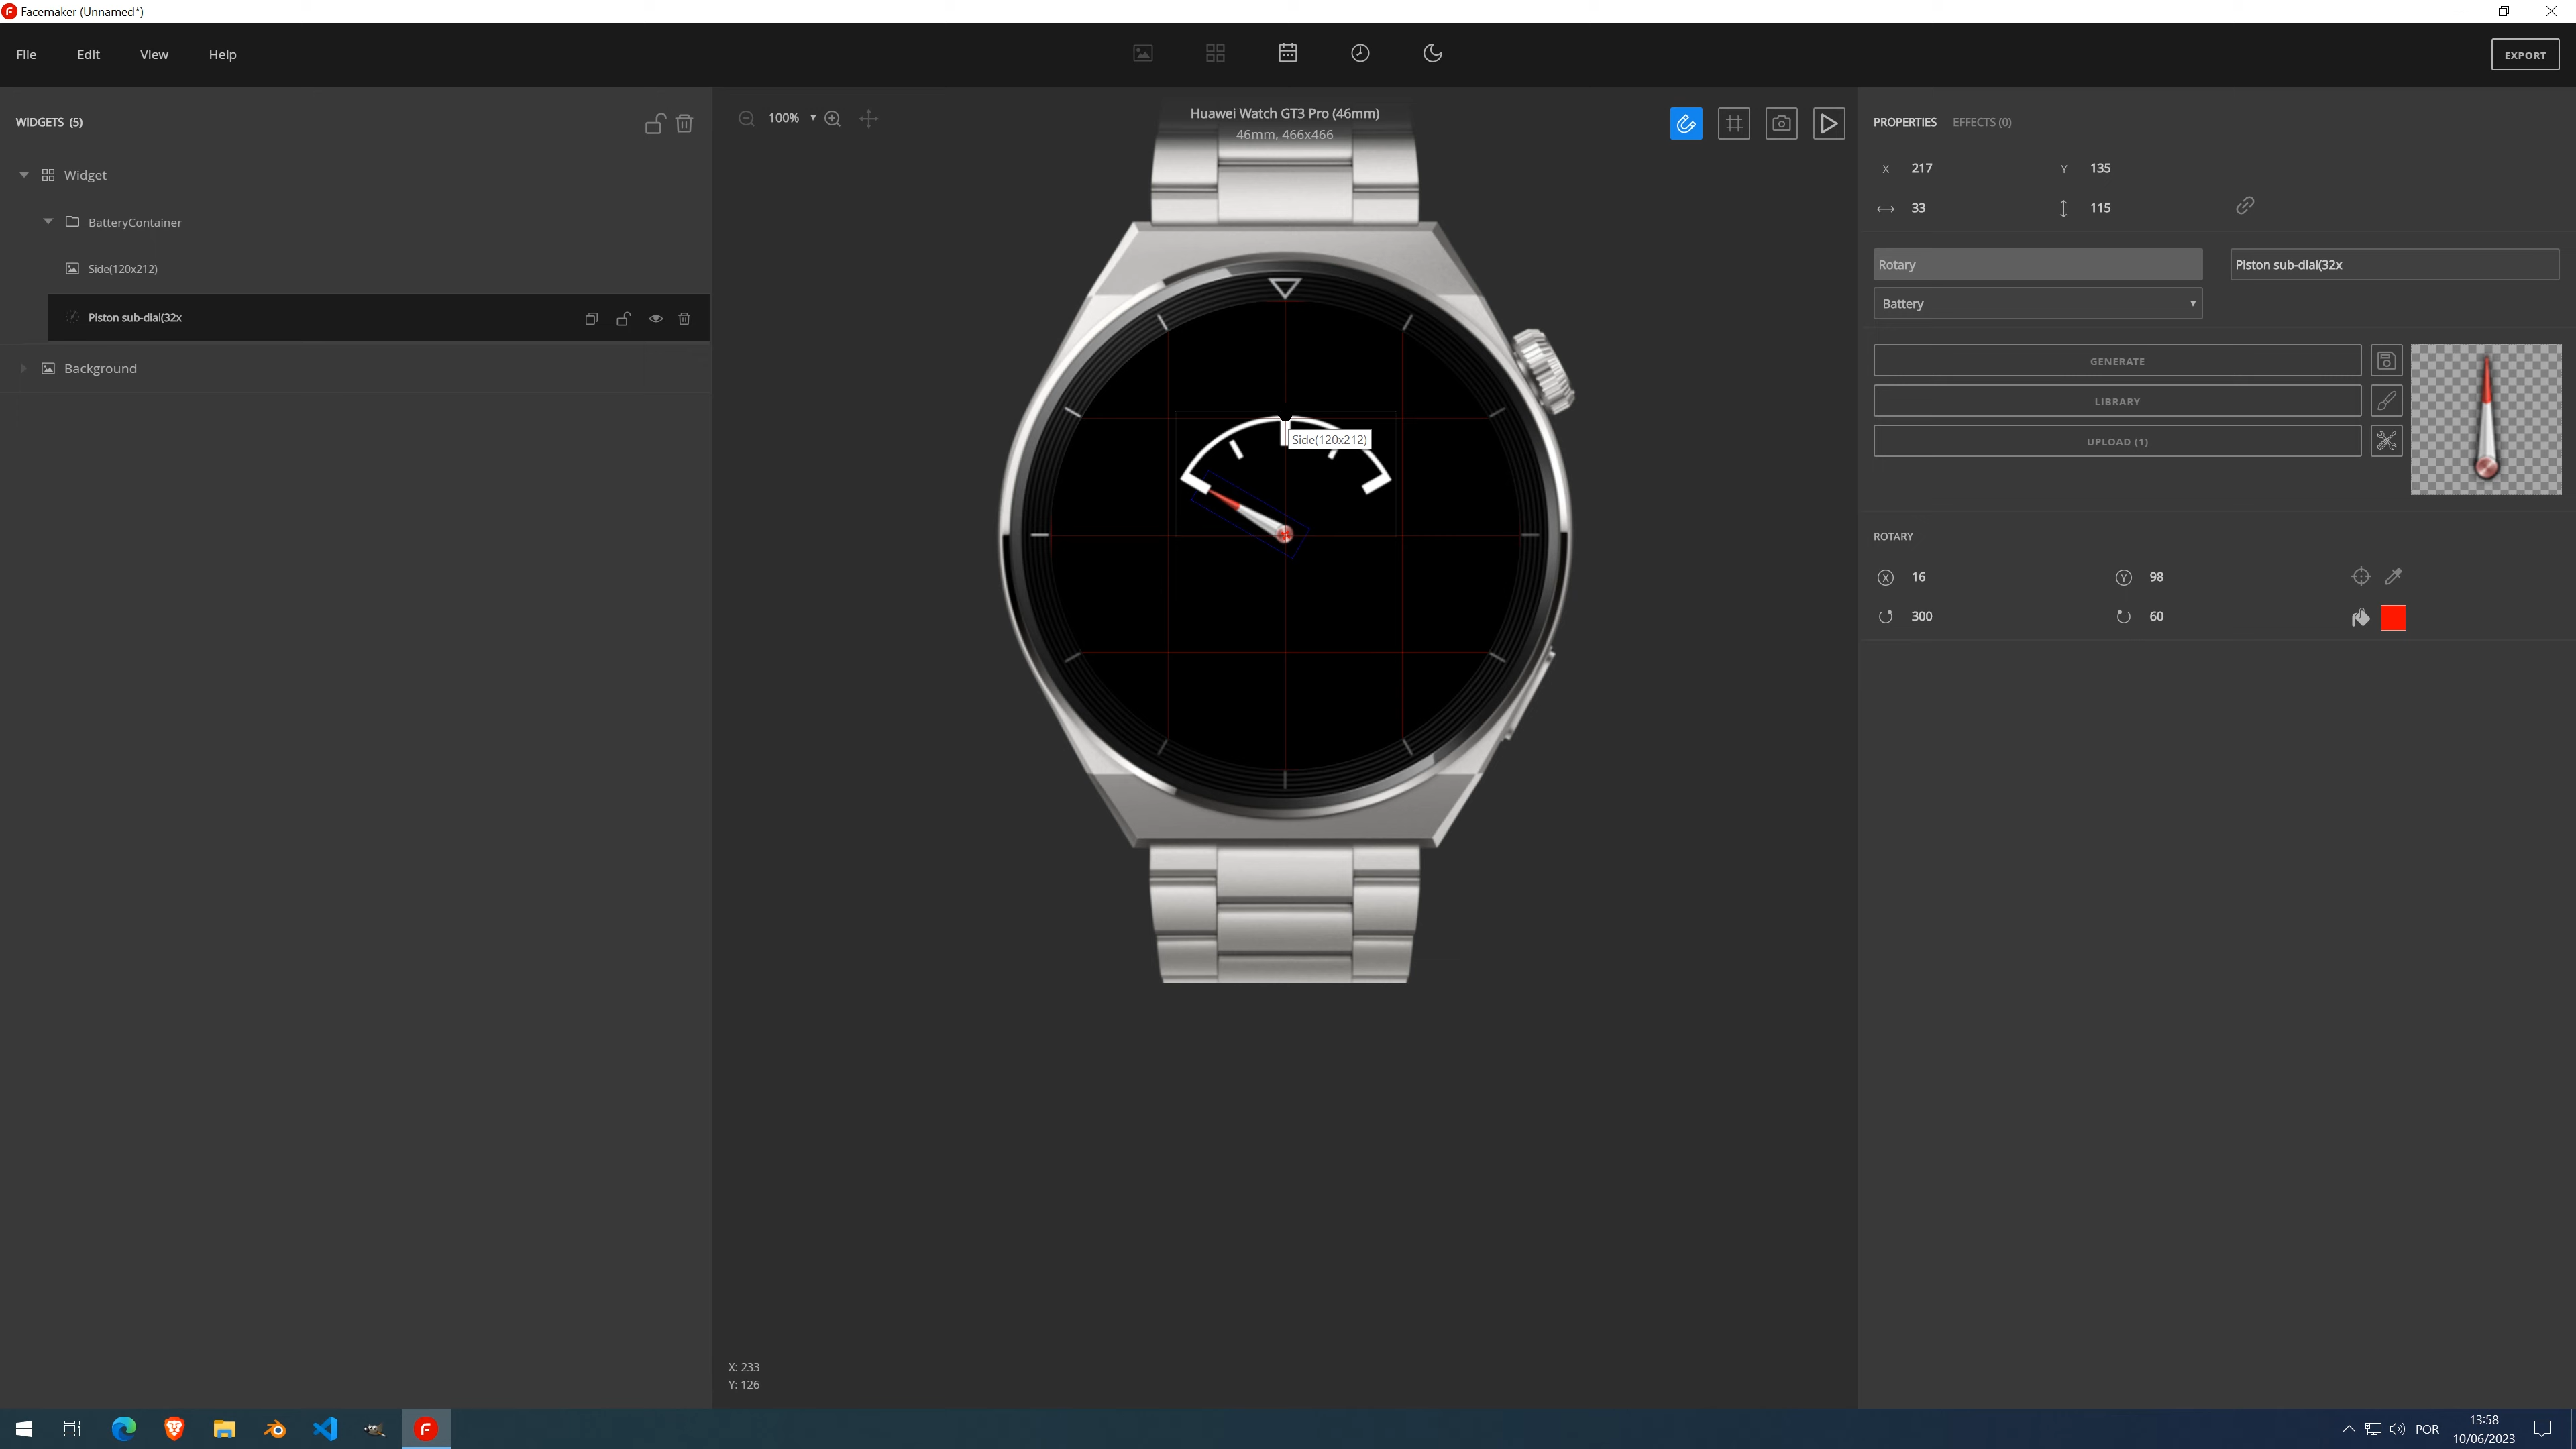 Facemaker (Unnamed*)
File Edit View Help
EXPORT
WIDGETS (5)
Widget
BatteryContainer
Side(120x212)
Piston sub-dial(32x
Background
100%
Huawei Watch GT3 Pro (46mm)
46mm, 466x466
Side(120x212)
X: 233
Y: 126
PROPERTIES EFFECTS (0)
X 217 Y 135
33 115
Rotary Piston sub-dial(32x
Battery
GENERATE
LIBRARY
UPLOAD (1)
ROTARY
X 16 Y 98
300 60
POR
13:58
10/06/2023